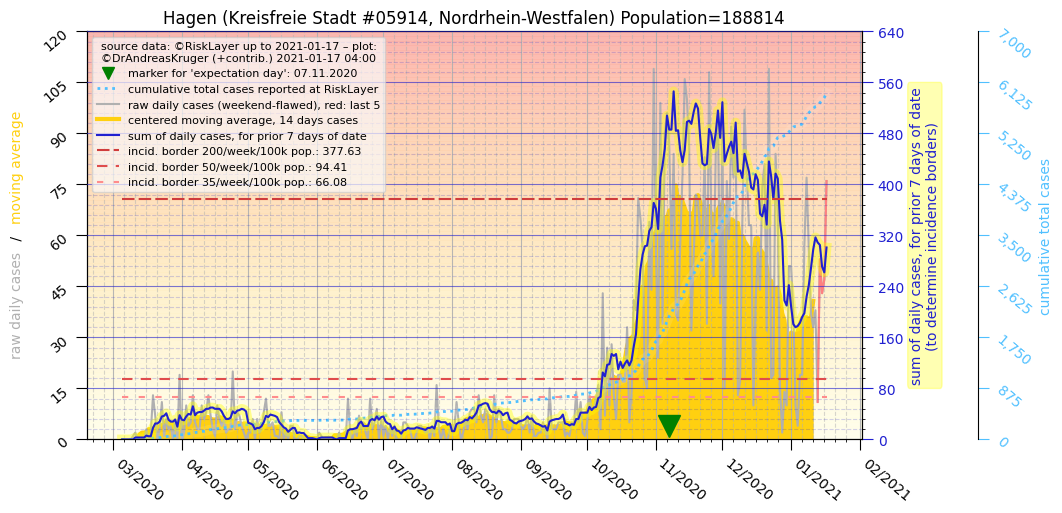 Hagen (Kreisfreie Stadt #05914, Nordrhein-Westfalen) Population=188814
source data: ©RiskLayer up to 2021-01-17 – plot:
©DrAndreasKruger (+contrib.) 2021-01-17 04:00
marker for 'expectation day': 07.11.2020
cumulative total cases reported at RiskLayer
raw daily cases (weekend-flawed), red: last 5
centered moving average, 14 days cases
sum of daily cases, for prior 7 days of date
incid. border 200/week/100k pop.: 377.63
incid. border 50/week/100k pop.: 94.41
incid. border 35/week/100k pop.: 66.08
raw daily cases / moving average
120
105
90
75
60
45
30
15
0
03/2020
04/2020
05/2020
06/2020
07/2020
08/2020
09/2020
10/2020
11/2020
12/2020
01/2021
02/2021
640
560
480
400
320
240
160
80
0
sum of daily cases, for prior 7 days of date
(to determine incidence borders)
7,000
6,125
5,250
4,375
3,500
2,625
1,750
875
0
cumulative total cases